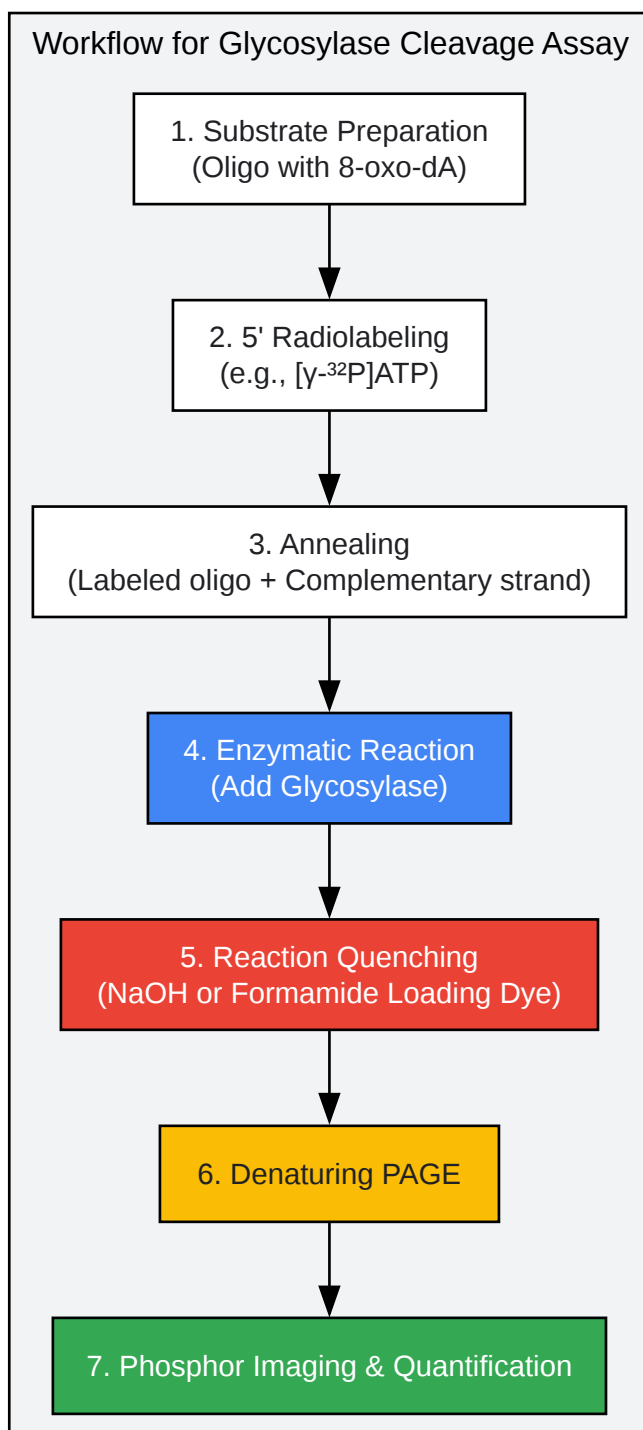 Workflow for Glycosylase Cleavage Assay
1. Substrate Preparation
(Oligo with 8-oxo-dA)
2. 5' Radiolabeling
(e.g., [γ-³²P]ATP)
3. Annealing
(Labeled oligo + Complementary strand)
4. Enzymatic Reaction
(Add Glycosylase)
5. Reaction Quenching
(NaOH or Formamide Loading Dye)
6. Denaturing PAGE
7. Phosphor Imaging & Quantification